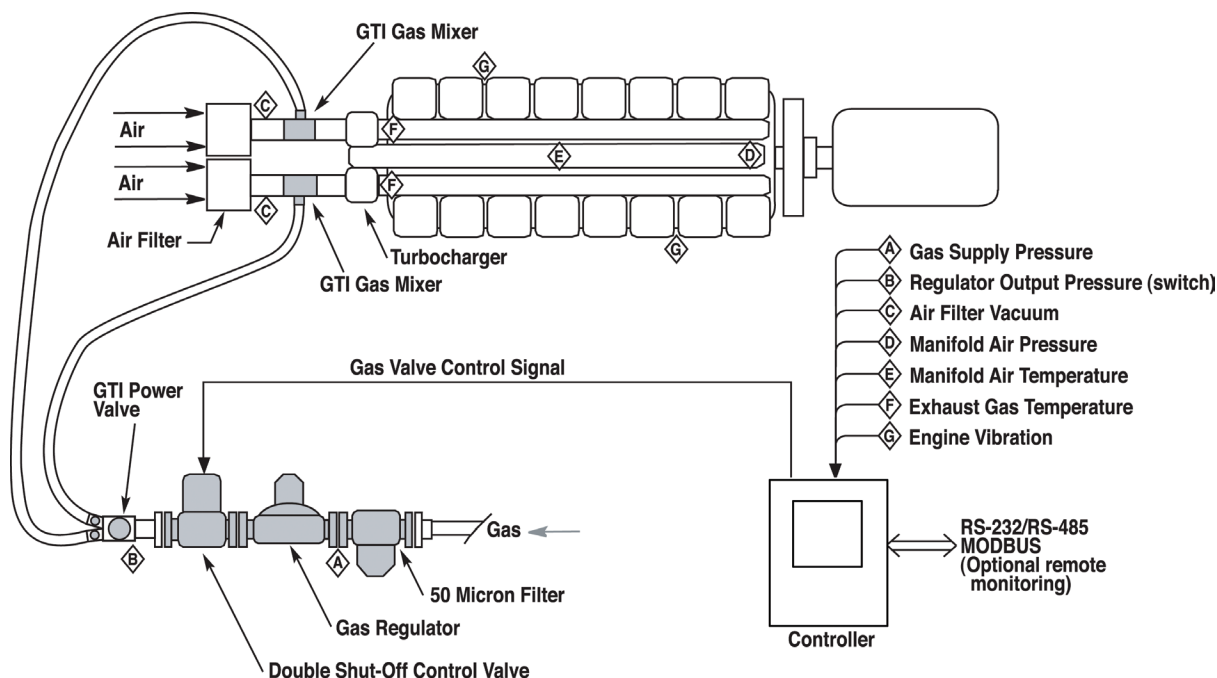 GTI Gas Mixer
G
C
Air
F
E
D
Air
F
C
Air Filter
G
Turbocharger
GTI Gas Mixer
A Gas Supply Pressure
B Regulator Output Pressure (switch)
C Air Filter Vacuum
D Manifold Air Pressure
E Manifold Air Temperature
F Exhaust Gas Temperature
G Engine Vibration
Gas Valve Control Signal
GTI Power
Valve
Gas
B
A
50 Micron Filter
Gas Regulator
Double Shut-Off Control Valve
RS-232/RS-485
MODBUS
(Optional remote
monitoring)
Controller